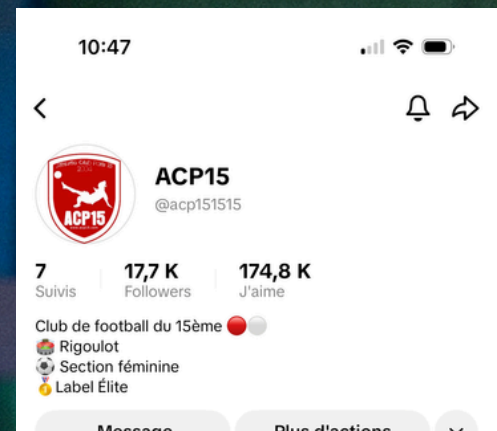 10:47
ACP15
ACP15
@acp151515
7
17,7 K
174,8 K
Suivis
Followers
J'aime
Club de football du 15ème 🔴⚪
🏟️ Rigoulot
⚽ Section féminine
🏅 Label Élite
Message
Plus d'actions